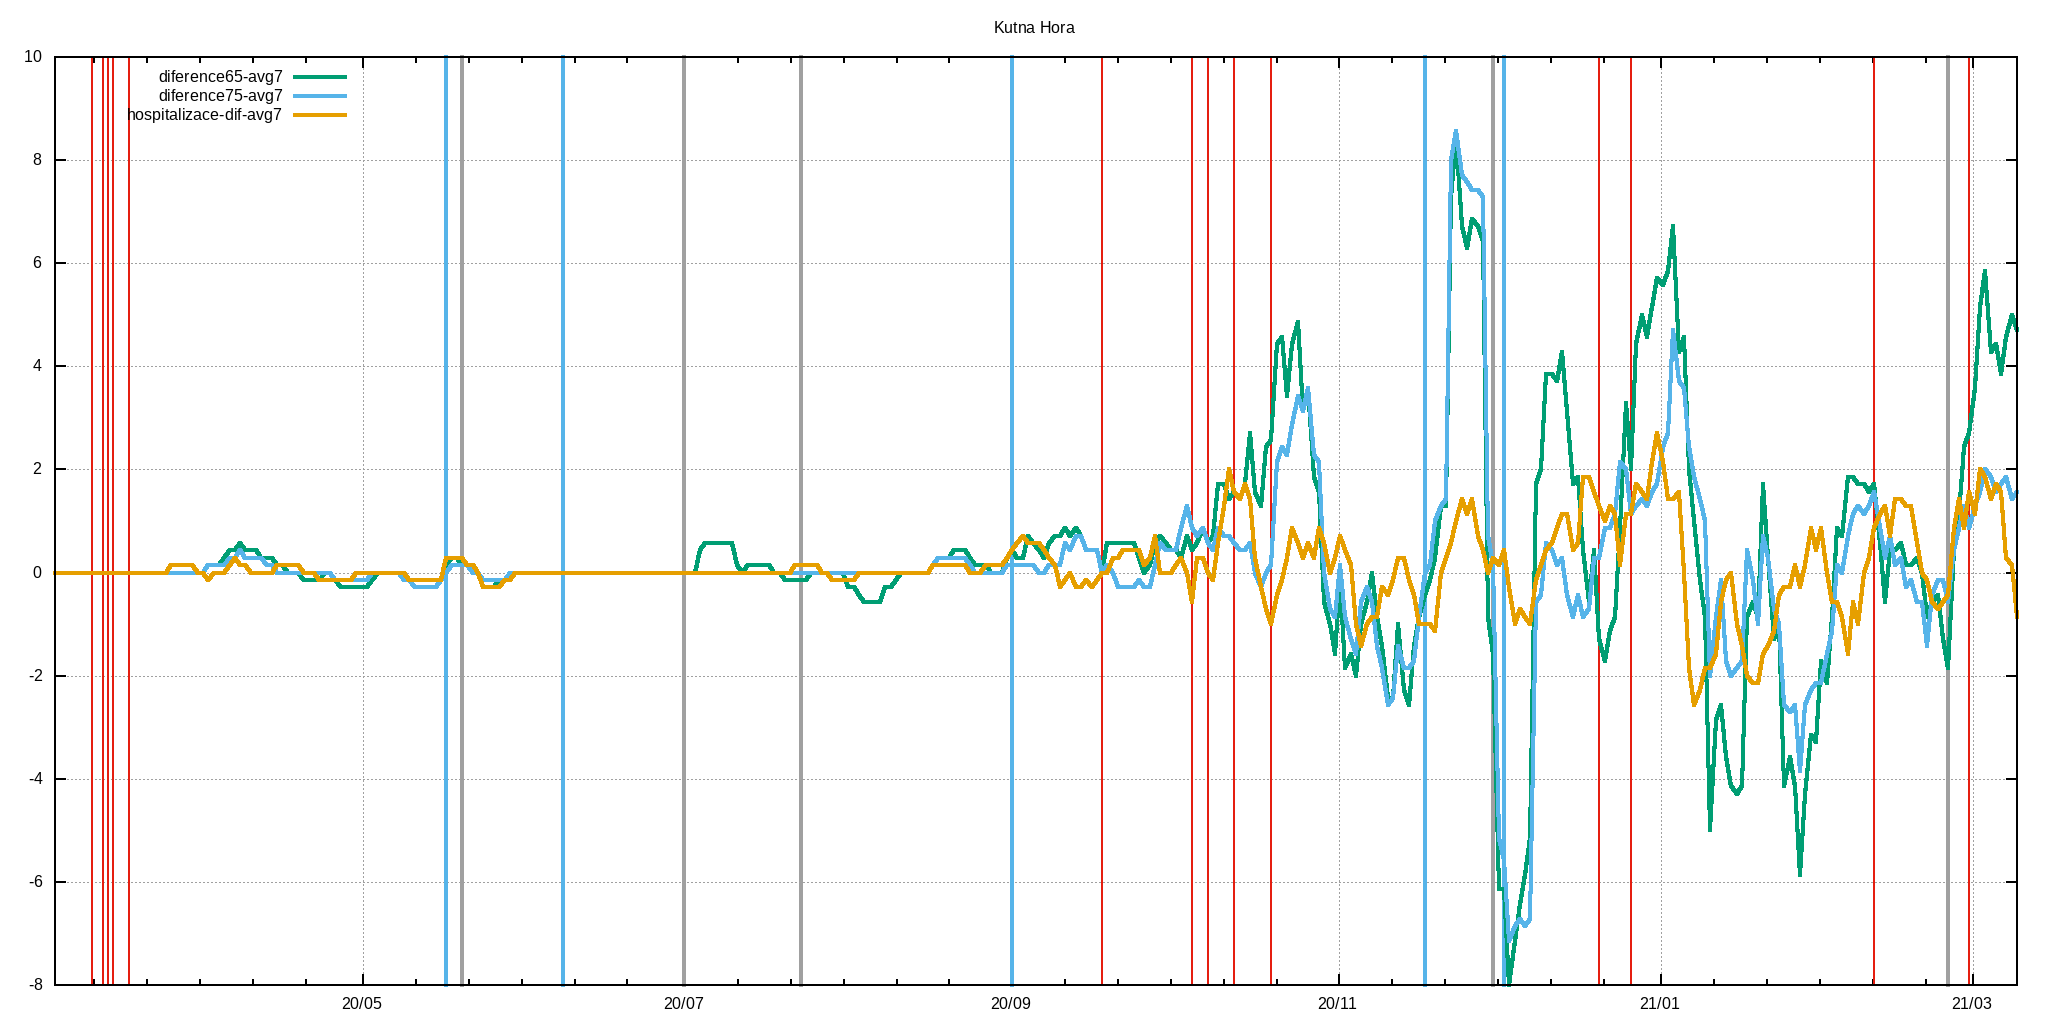 Kutna Hora
10
diference65-avg7
diference75-avg7
hospitalizace-dif-avg7
8
6
4
2
0
-2
-4
-6
-8
20/05 20/07 20/09 20/11 21/01 21/03